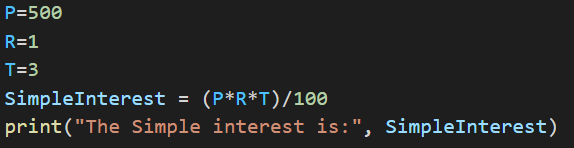 P=500
R=1
T=3
SimpleInterest = (P*R*T)/100
print("The Simple interest is:", SimpleInterest)